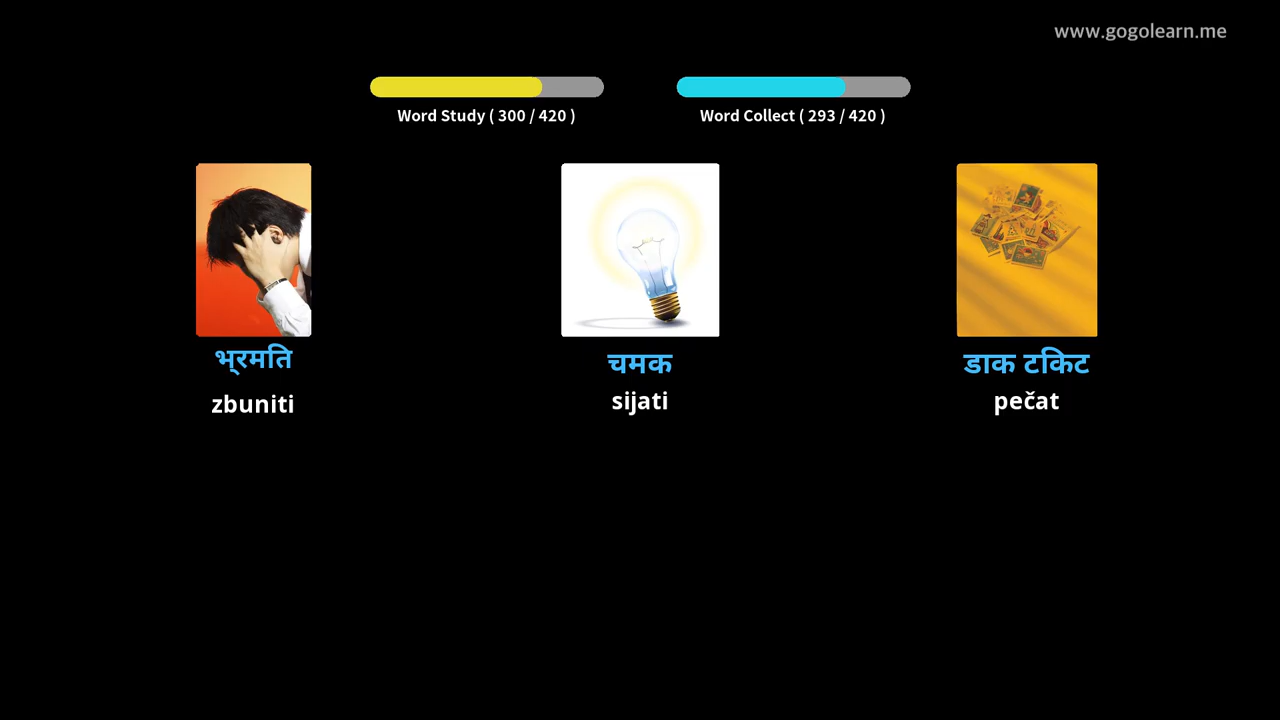 www.gogolearn.me
Word Study ( 300 / 420 )
Word Collect ( 293 / 420 )
भ्रमति
zbuniti
चमक
sijati
डाक टकिट
pečat